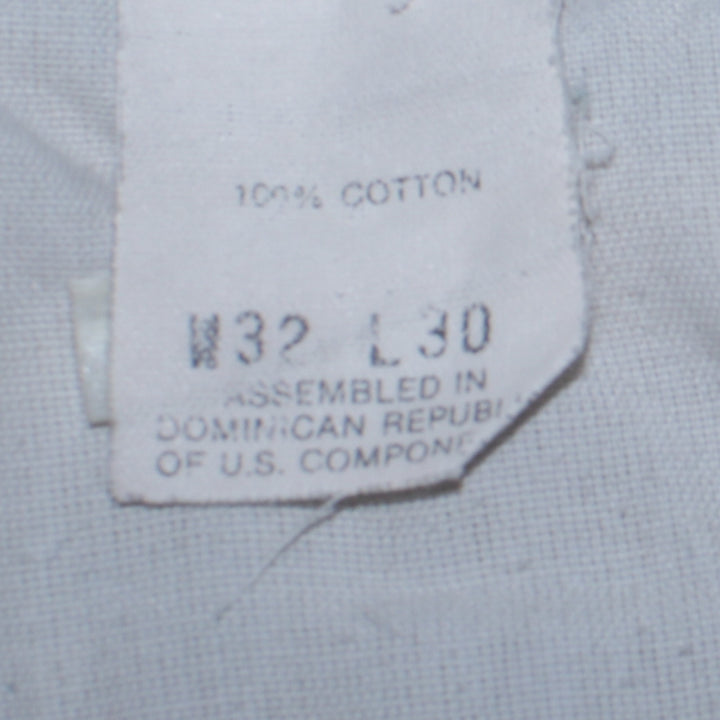 100% COTTON
W32 L30
ASSEMBLED IN
DOMINICAN REPUBL
OF U.S. COMPONE